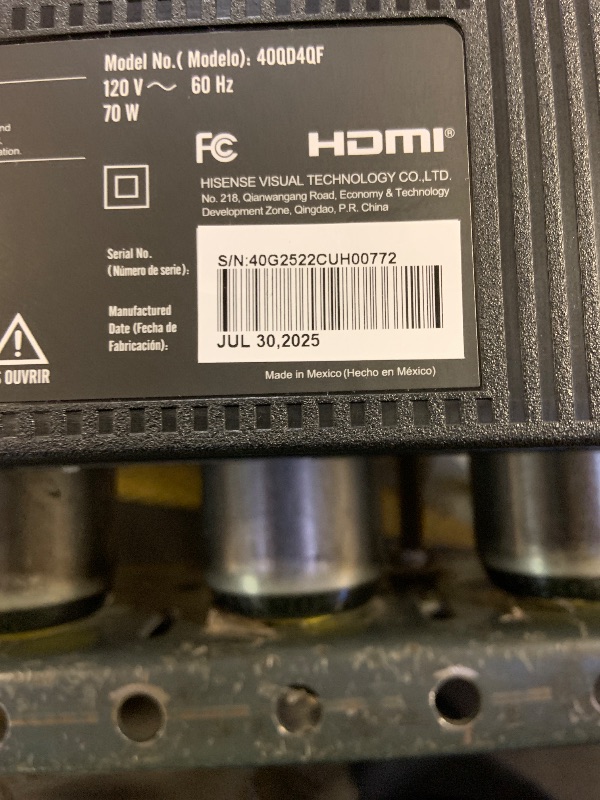 Model No.( Modelo): 40QD4QF
120 V～ 60 Hz
70 W
nd
ation.
FC HDMI®
HISENSE VISUAL TECHNOLOGY CO.,LTD.
No. 218, Qianwangang Road, Economy & Technology
Development Zone, Qingdao, P.R. China
Serial No.
(Número de serie):
S/N:40G2522CUH00772
Manufactured
Date (Fecha de
Fabricación):
JUL 30,2025
S OUVRIR
Made in Mexico (Hecho en México)